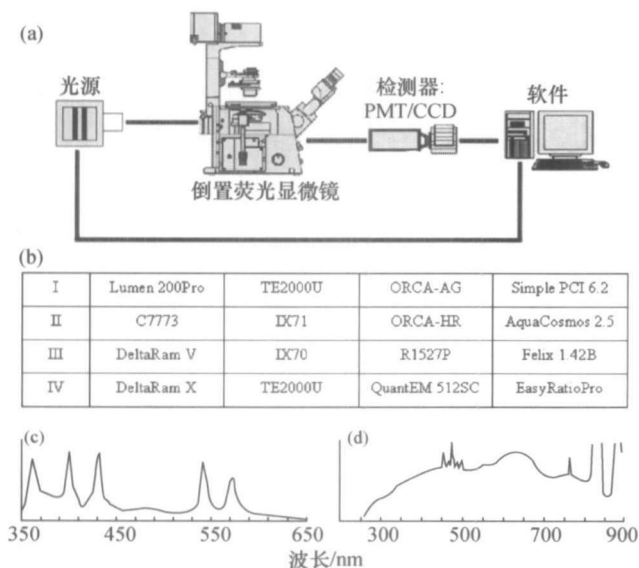 (a)
光源
检测器:
PMT/CCD
软件
倒置荧光显微镜
(b)
I Lumen 200Pro TE2000U ORCA-AG Simple PCI 6.2
II C7773 IX71 ORCA-HR AquaCosmos 2.5
III DeltaRam V IX70 R1527P Felix 1.42B
IV DeltaRam X TE2000U QuantEM 512SC EasyRatioPro
(c) (d)
350 450 550 650 300 500 700 900
波长/nm